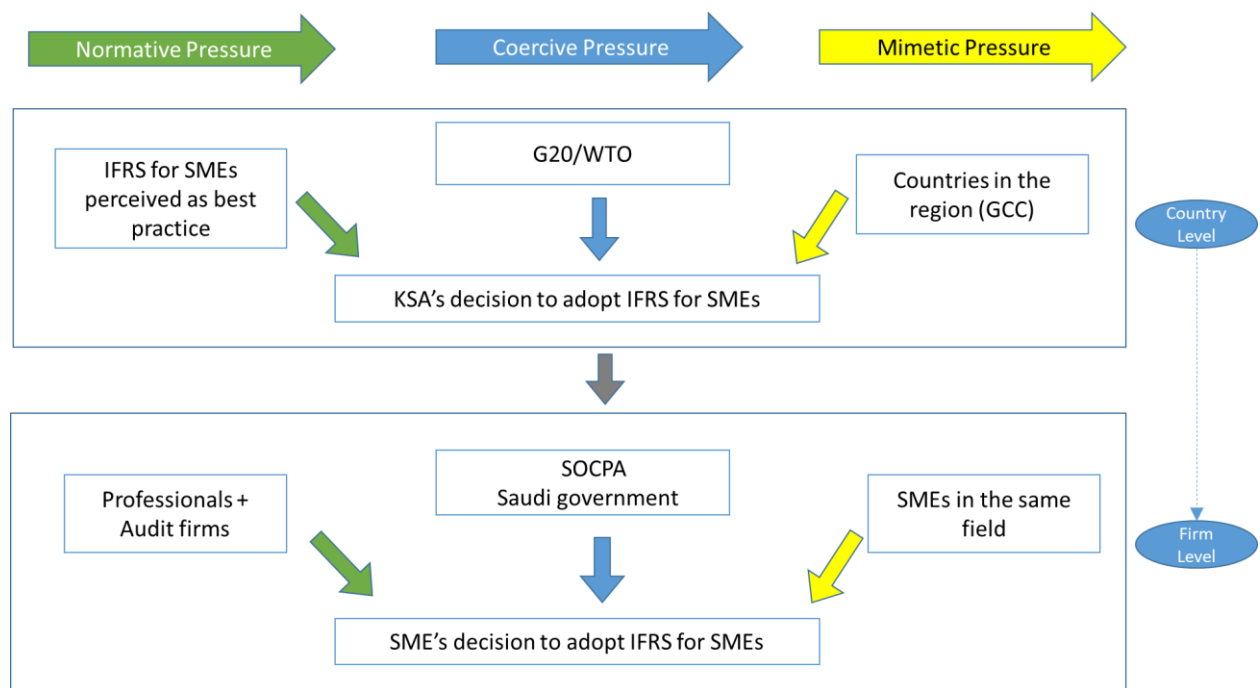 Normative Pressure
Coercive Pressure
Mimetic Pressure
IFRS for SMEs
perceived as best
practice
G20/WTO
Countries in the
region (GCC)
Country
Level
KSA’s decision to adopt IFRS for SMEs
Professionals +
Audit firms
SOCPA
Saudi government
SMEs in the same
field
Firm
Level
SME’s decision to adopt IFRS for SMEs